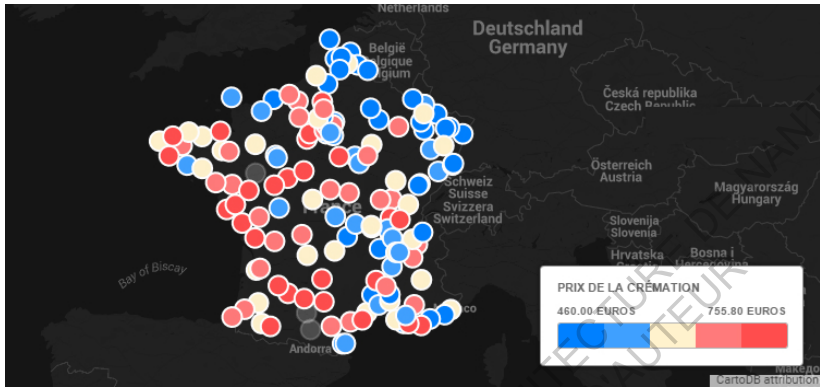 Netherlands
Deutschland
Germany
België
Belgique
Belgium
Česká republika
Czech Republic
Österreich
Austria
Schweiz
Suisse
Svizzera
Switzerland
Magyarország
Hungary
France
Slovenija
Slovenia
Hrvatska
Bosna i
Hercegovina
Bay of Biscay
Andorra
PRIX DE LA CRÉMATION
460.00 EUROS 755.80 EUROS
CartoDB attribution